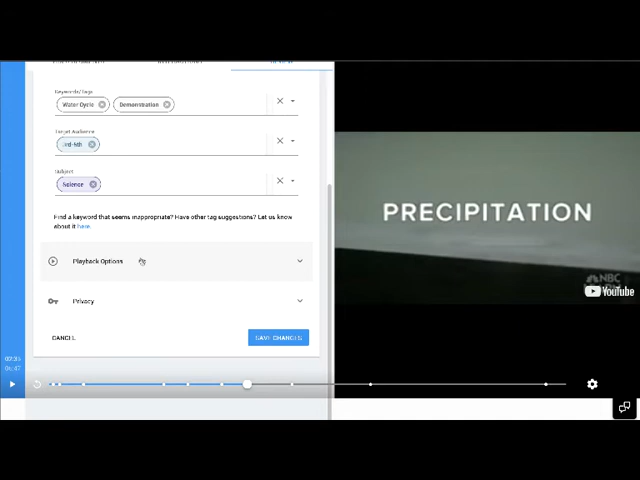 Keywords/Tags
Water Cycle
Demonstration
Target Audience
3rd-5th
Subject
Science
Find a keyword that seems inappropriate? Have other tag suggestions? Let us know
about it here.
Playback Options
Privacy
CANCEL
SAVE CHANGES
PRECIPITATION
NBC
YouTube